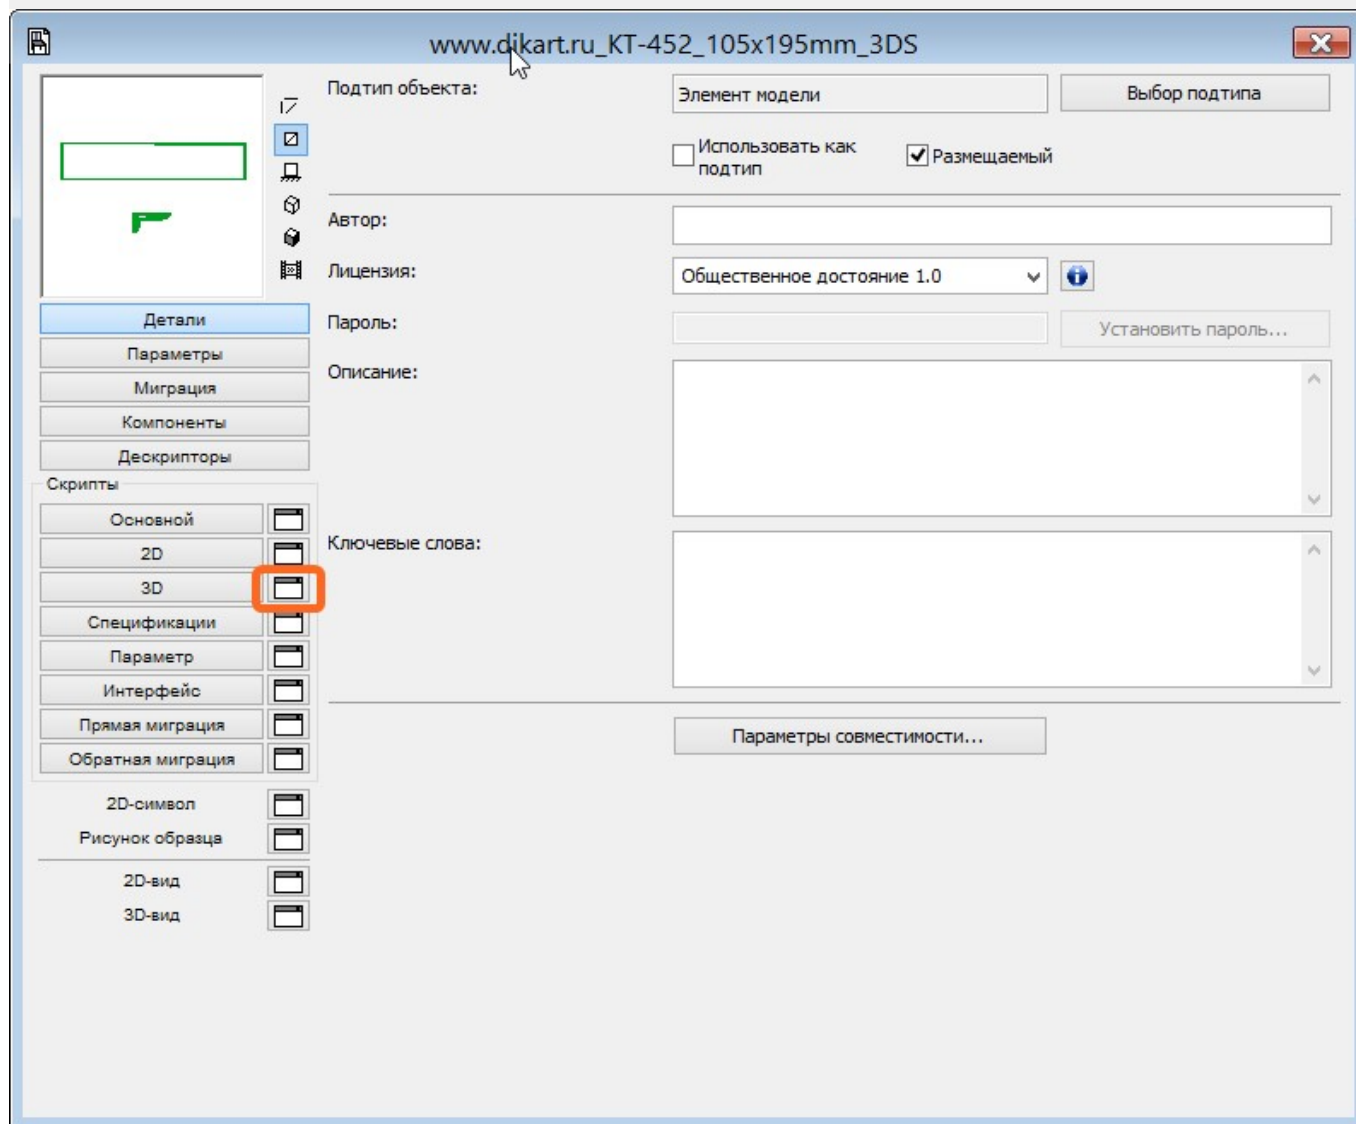 www.dikart.ru_КТ-452_105x195mm_3DS
Подтип объекта:
Элемент модели
Выбор подтипа
Использовать как
подтип
Размещаемый
Автор:
Лицензия:
Общественное достояние 1.0
Пароль:
Установить пароль...
Описание:
Ключевые слова:
Параметры совместимости...
Детали
Параметры
Миграция
Компоненты
Дескрипторы
Скрипты
Основной
2D
3D
Спецификации
Параметр
Интерфейс
Прямая миграция
Обратная миграция
2D-символ
Рисунок образца
2D-вид
3D-вид